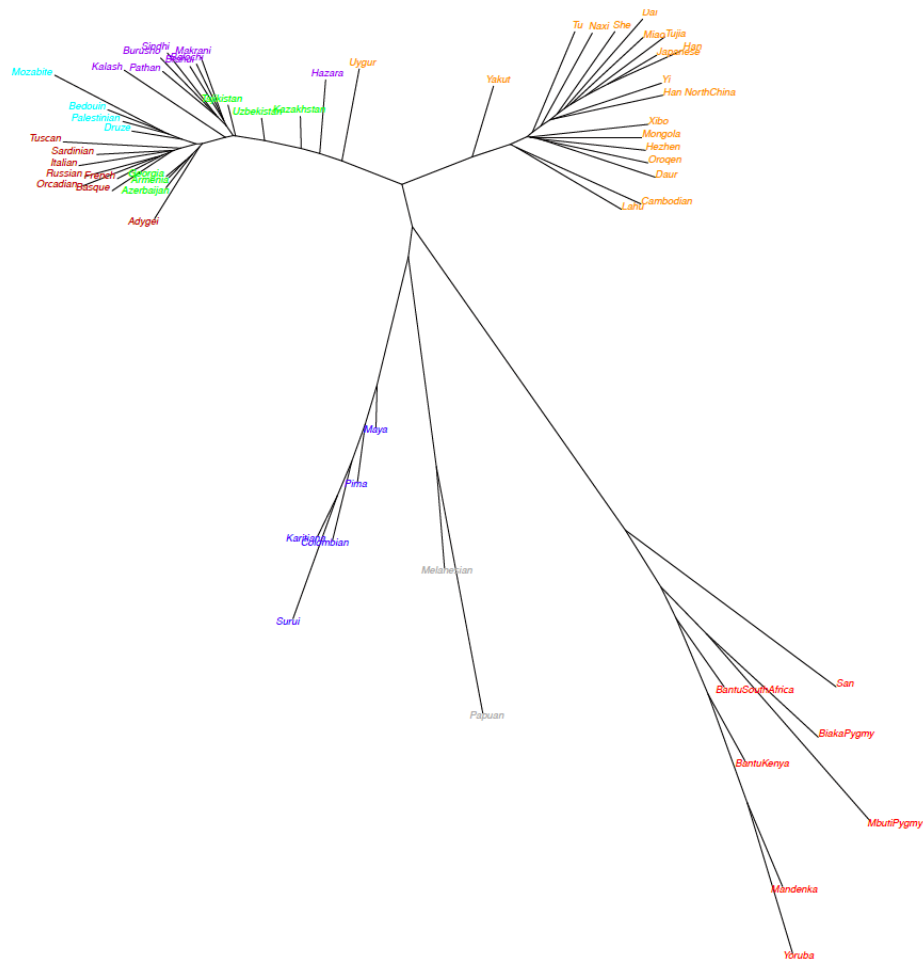 Dai
Tu
Naxi
She
Miao
Tujia
Han
Japanese
Sindhi
Burusho
Makrani
Balochi
Kalash
Pathan
Mozabite
Hazara
Uygur
Yakut
Yi
Han NorthChina
Kazakhstan
Uzbekistan
Bedouin
Palestinian
Druze
Xibo
Mongola
Hezhen
Oroqen
Daur
Tuscan
Sardinian
Italian
Russian
French
Georgia
Armenia
Orcadian
Basque
Azerbaijan
Adygei
Cambodian
Lahu
Maya
Pima
Karitiana
Colombian
Melanesian
Surui
Papuan
San
BantuSouthAfrica
BiakaPygmy
BantuKenya
MbutiPygmy
Mandenka
Yoruba